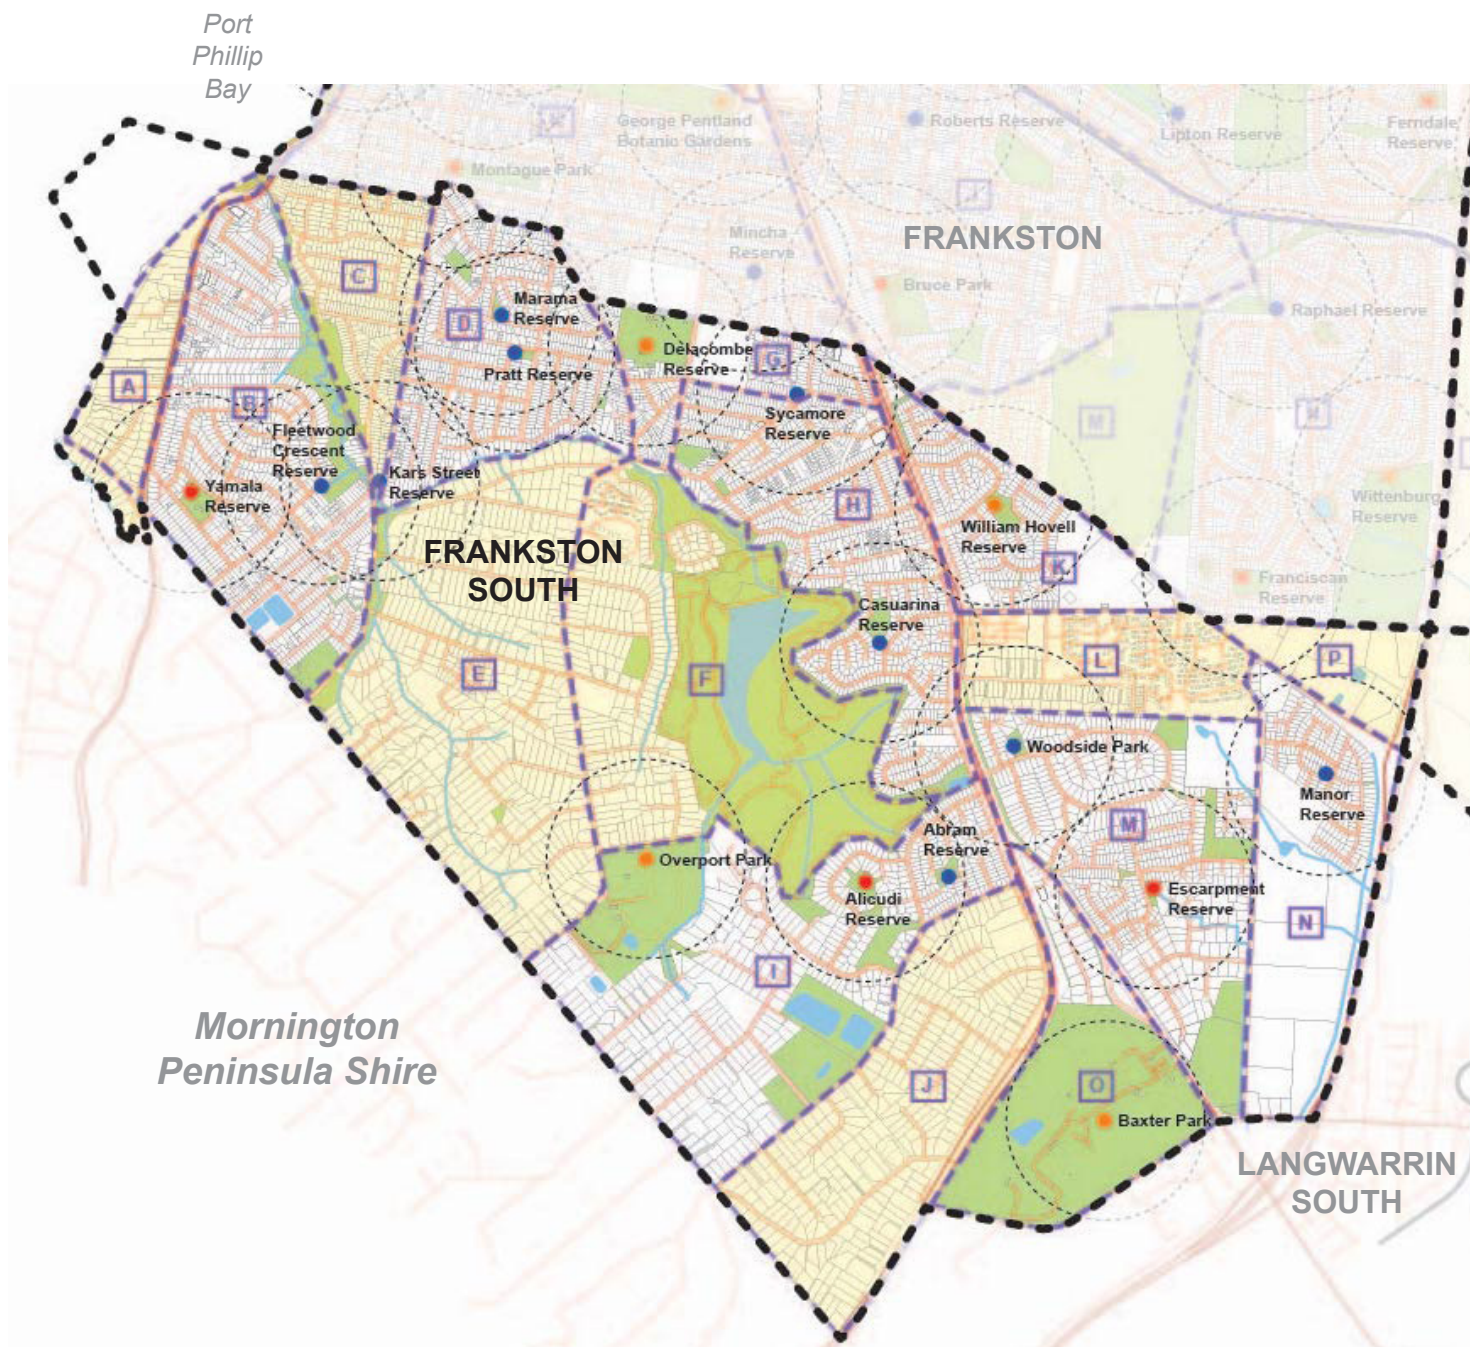 Port
Phillip
Bay
George Pentland
Botanic Gardens
Roberts Reserve
Lipton Reserve
Ferndale
Reserve
Montague Park
J
Mincha
Reserve
FRANKSTON
Bruce Park
Raphael Reserve
C
Marama
Reserve
D
Pratt Reserve
Delacombe
Reserve
G
A
B
Sycamore
Reserve
M
Fleetwood
Crescent
Reserve
Kars Street
Reserve
Yamala
Reserve
H
William Hovell
Reserve
Wittenburg
Reserve
FRANKSTON
SOUTH
K
Franciscan
Reserve
Casuarina
Reserve
E
F
L
P
Woodside Park
Manor
Reserve
M
Abram
Reserve
Overport Park
Alicudi
Reserve
Escarpment
Reserve
N
I
Mornington
Peninsula Shire
J
O
Baxter Park
LANGWARRIN
SOUTH